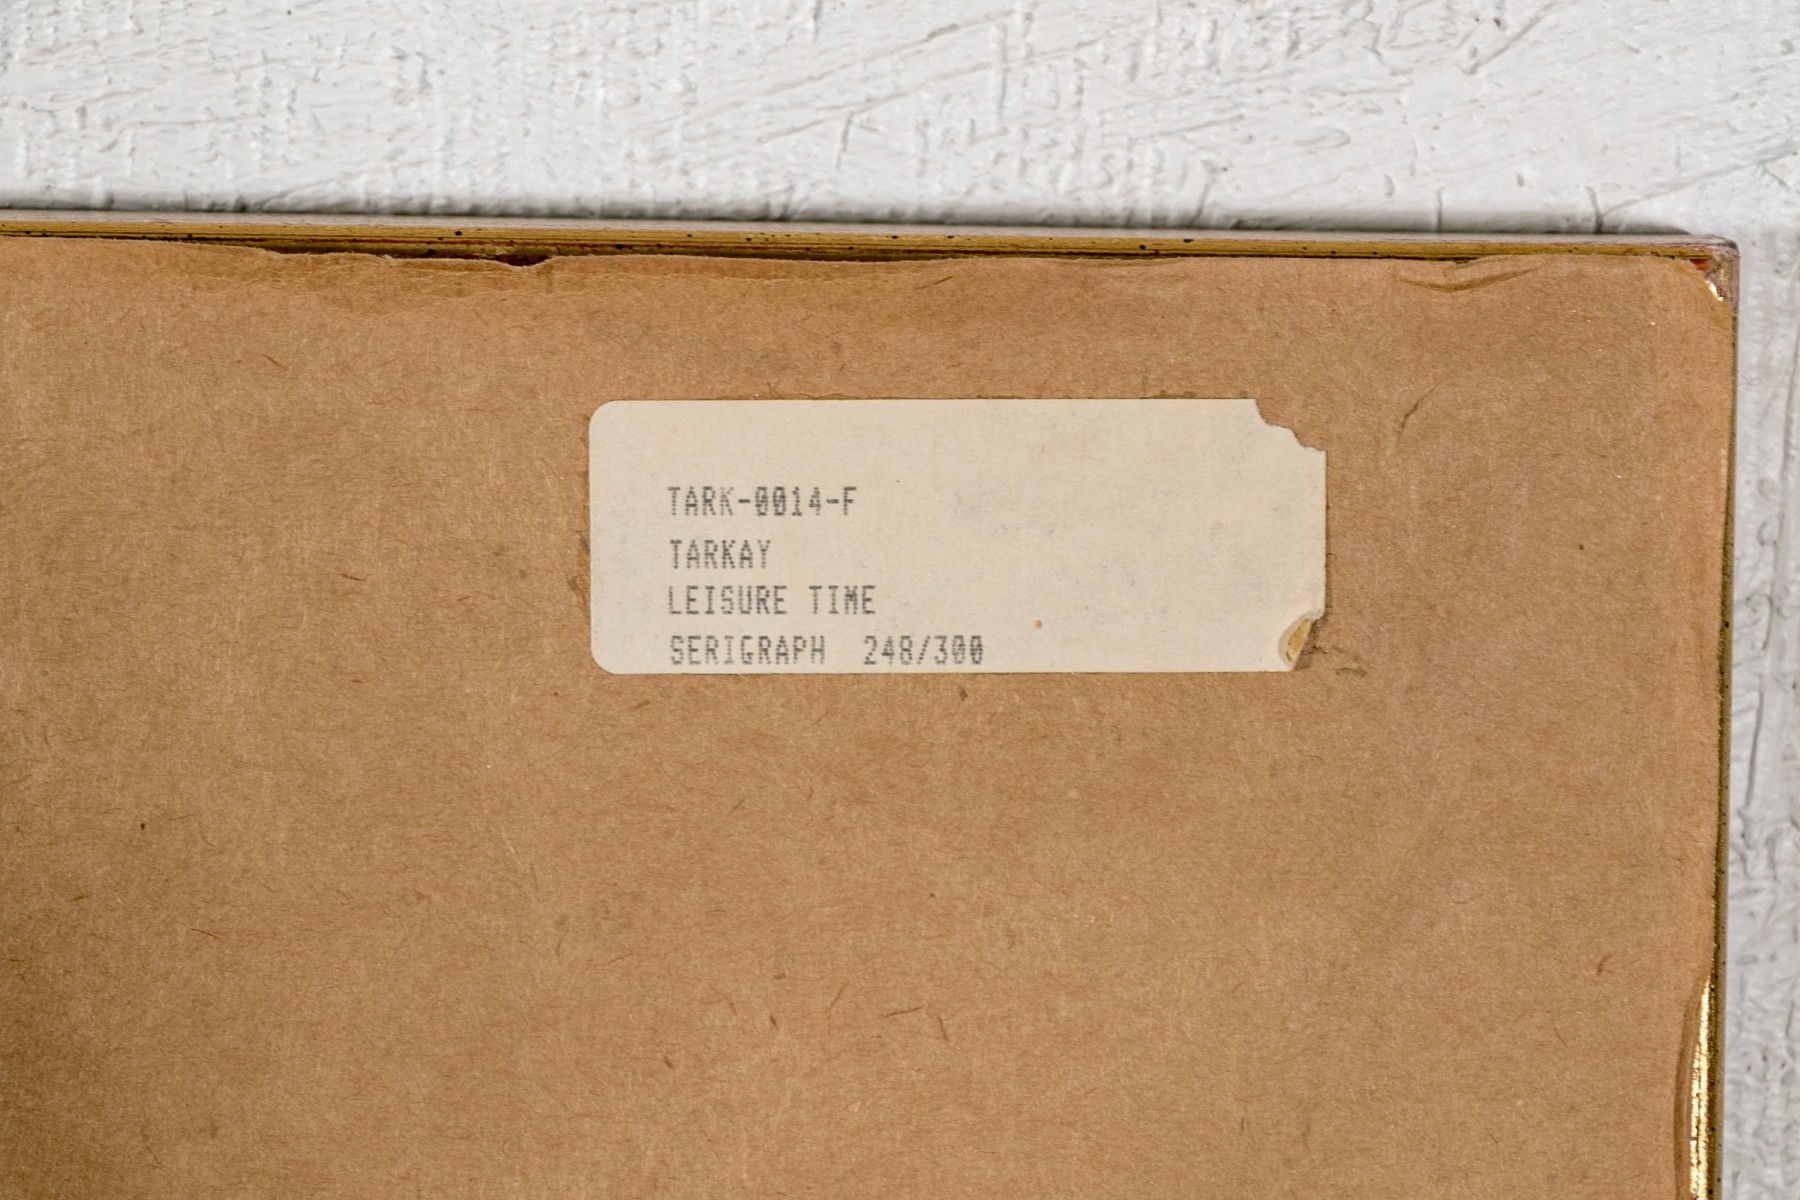 TARK-0014-F
TARKAY
LEISURE TIME
SERIGRAPH 248/300